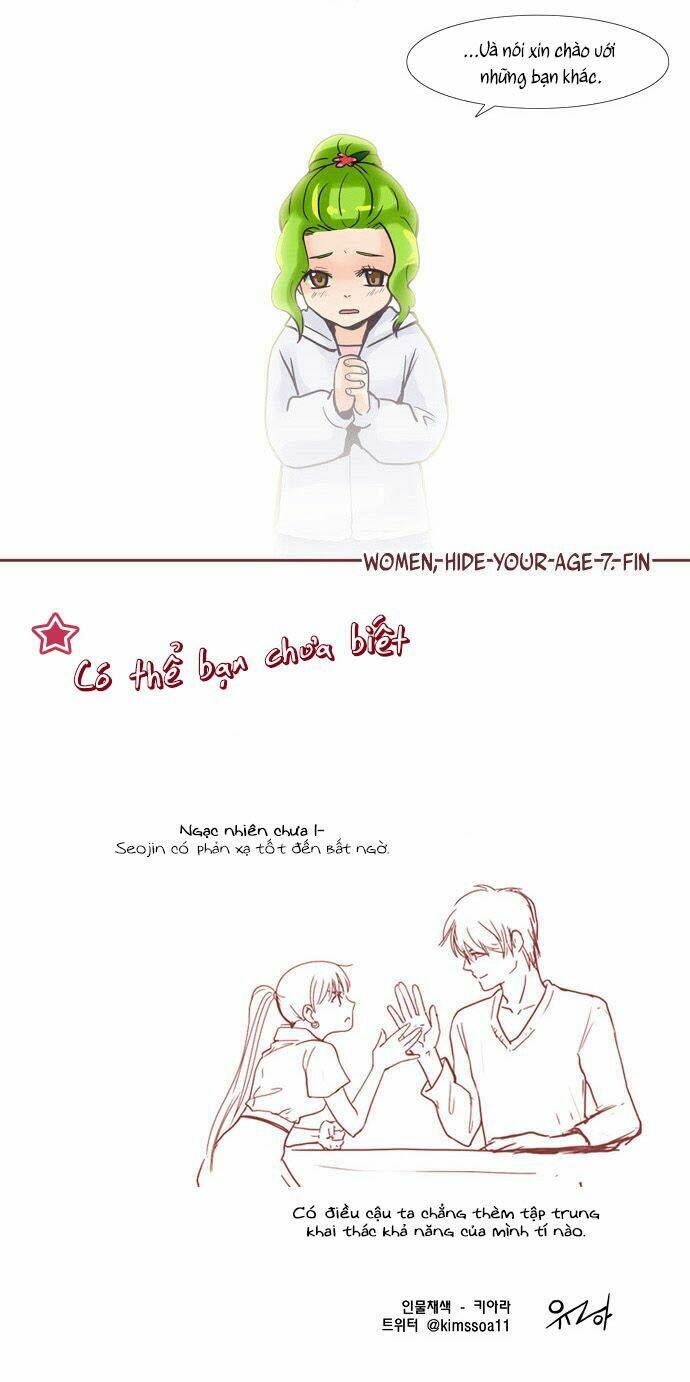 ...Và nói xin chào với
những bạn khác.
WOMEN, HIDE YOUR AGE 7. FIN
Có thể bạn chưa biết
Ngạc nhiên chưa!-
Seojin có phản xạ tốt đến bất ngờ.
Có điều cậu ta chẳng thèm tập trung
khai thác khả năng của mình tí nào.
인물채색 - 키아라
트위터 @kimssoa11